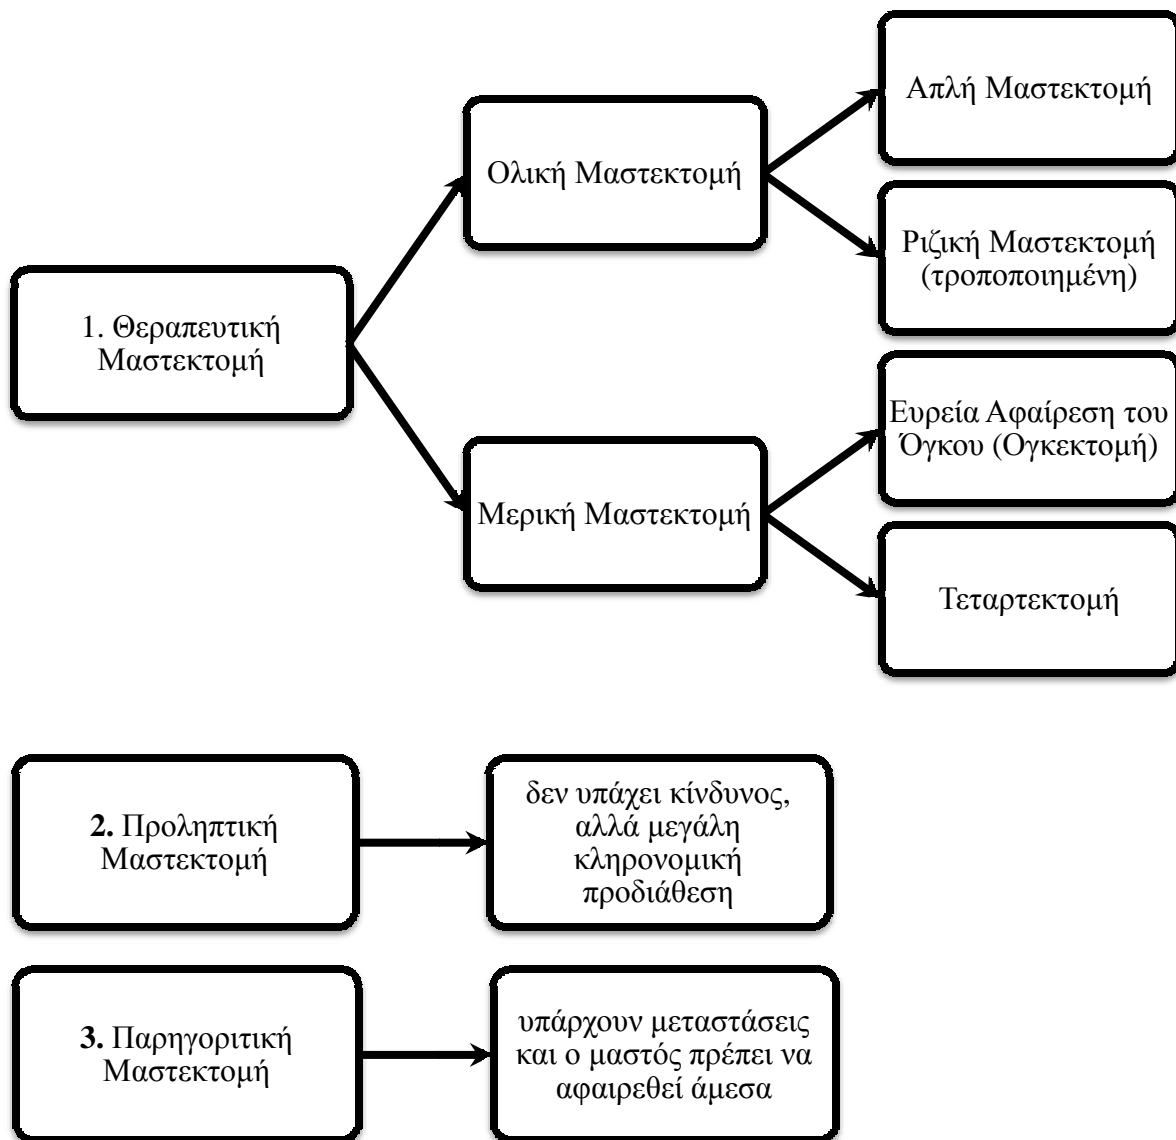 Απλή Μαστεκτομή
Ολική Μαστεκτομή
Ριζική Μαστεκτομή
(τροποποιημένη)
1. Θεραπευτική
Μαστεκτομή
Ευρεία Αφαίρεση του
Όγκου (Ογκεκτομή)
Μερική Μαστεκτομή
Τεταρτεκτομή
2. Προληπτική
Μαστεκτομή
δεν υπάχει κίνδυνος,
αλλά μεγάλη
κληρονομική
προδιάθεση
3. Παρηγοριτική
Μαστεκτομή
υπάρχουν μεταστάσεις
και ο μαστός πρέπει να
αφαιρεθεί άμεσα